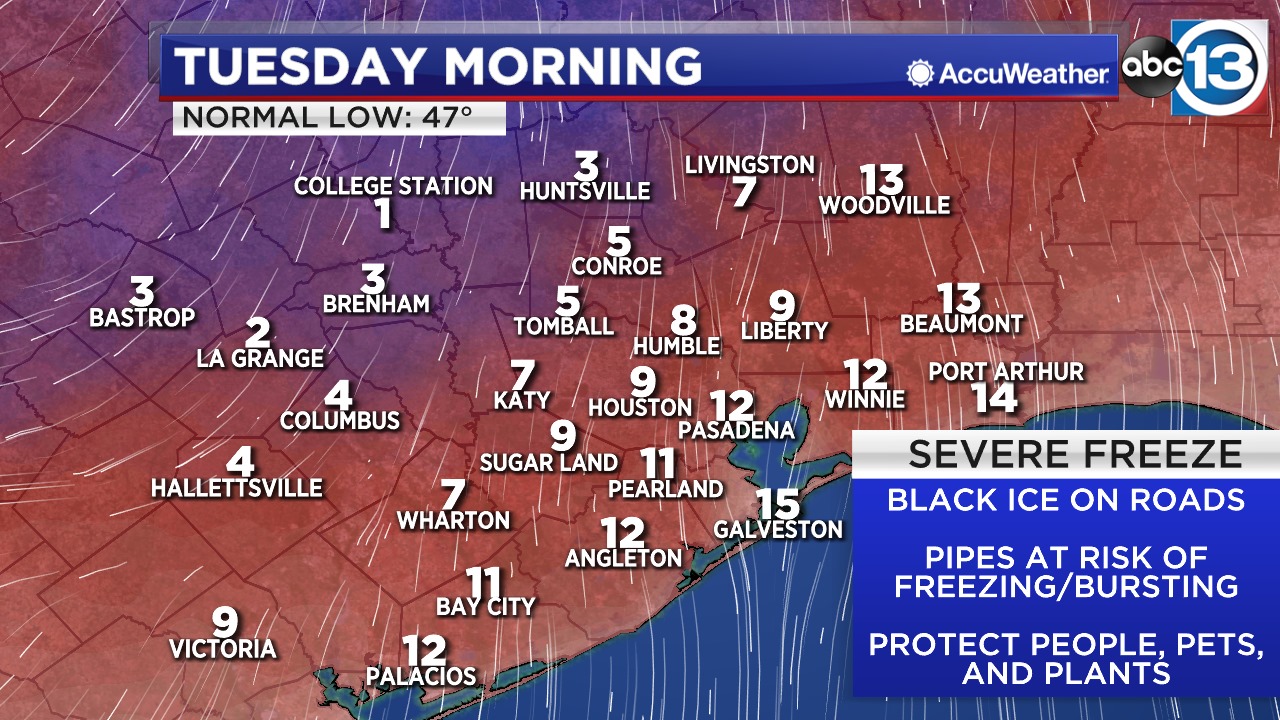 TUESDAY MORNING
AccuWeather
abc 13
NORMAL LOW: 47°
COLLEGE STATION
1
3
HUNTSVILLE
LIVINGSTON
7
13
WOODVILLE
5
CONROE
3
BASTROP
3
BRENHAM
2
LA GRANGE
5
TOMBALL
8
HUMBLE
9
LIBERTY
13
BEAUMONT
4
COLUMBUS
7
KATY
9
HOUSTON
12
PASADENA
12
WINNIE
PORT ARTHUR
14
4
HALLETTSVILLE
9
SUGAR LAND
11
PEARLAND
7
WHARTON
12
ANGLETON
15
GALVESTON
11
BAY CITY
9
VICTORIA
12
PALACIOS
SEVERE FREEZE
BLACK ICE ON ROADS
PIPES AT RISK OF
FREEZING/BURSTING
PROTECT PEOPLE, PETS,
AND PLANTS